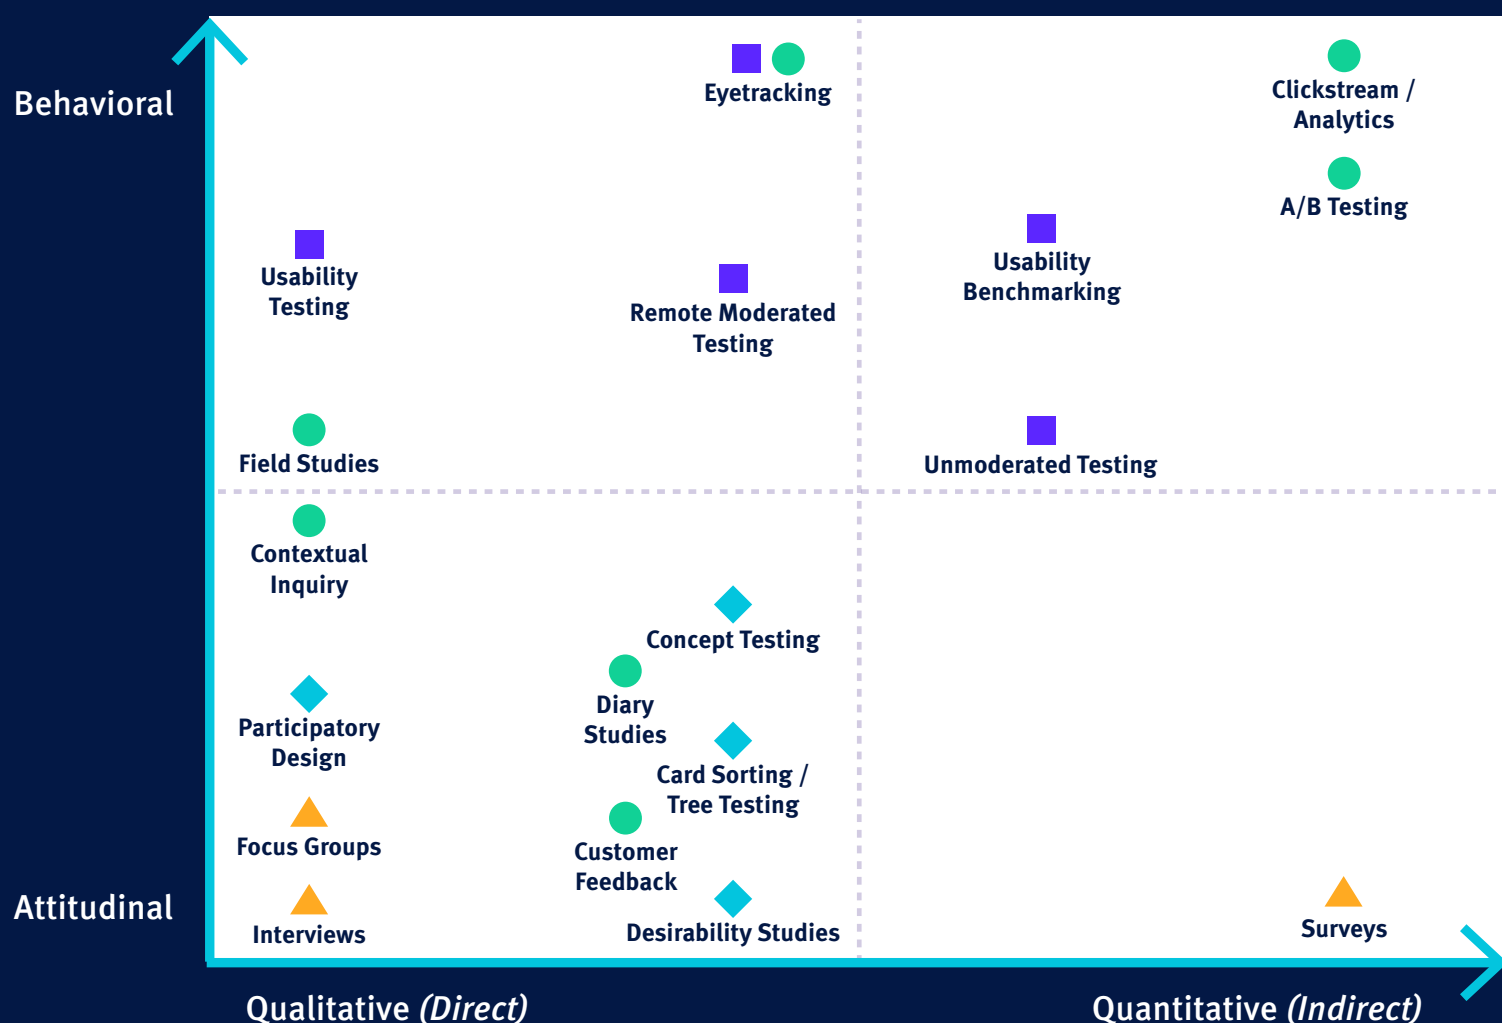 Behavioral
Eyetracking
Clickstream /
Analytics
A/B Testing
Usability
Testing
Remote Moderated
Testing
Usability
Benchmarking
Field Studies
Unmoderated Testing
Contextual
Inquiry
Concept Testing
Diary
Studies
Participatory
Design
Card Sorting /
Tree Testing
Focus Groups
Customer
Feedback
Attitudinal
Interviews
Desirability Studies
Surveys
Qualitative (Direct)
Quantitative (Indirect)